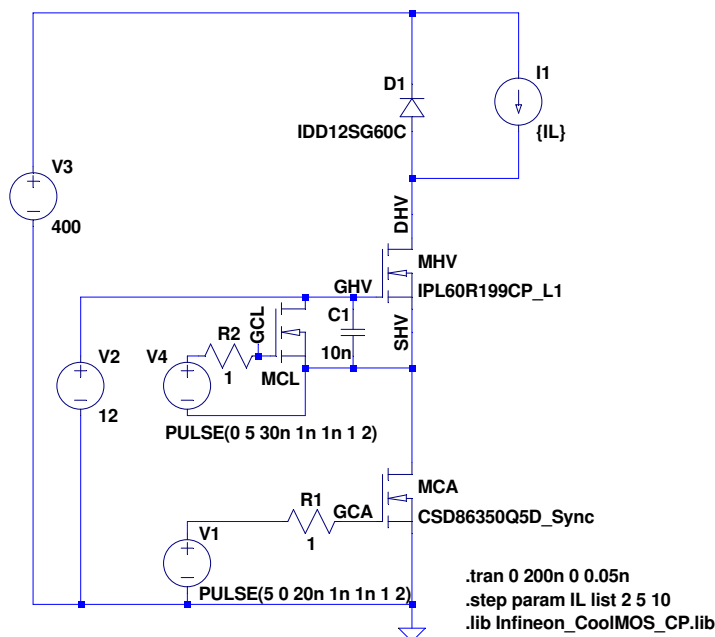 I1
D1
IDD12SG60C
{IL}
V3
400
DHV
MHV
GHV
IPL60R199CP_L1
C1
SHV
GCL
R2
10n
V2
V4
1
MCL
12
PULSE(0 5 30n 1n 1n 1 2)
MCA
R1
GCA
CSD86350Q5D_Sync
V1
1
PULSE(5 0 20n 1n 1n 1 2)
.tran 0 200n 0 0.05n
.step param IL list 2 5 10
.lib Infineon_CoolMOS_CP.lib